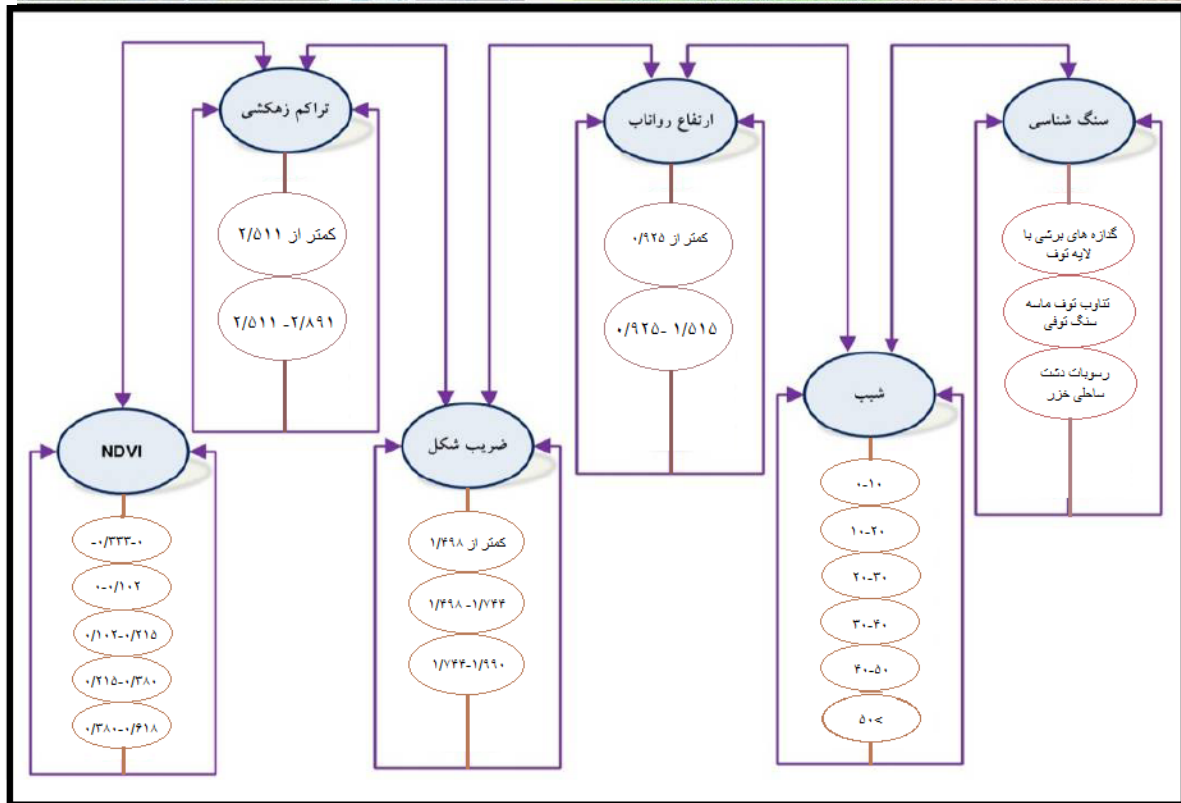 سنگ شناسی
گدازه های برشی با
لایه توف
تناوب توف ماسه
سنگ توفی
رسوبات دشت
ساحلی خزر
شیب
۰-۱۰
۱۰-۲۰
۲۰-۳۰
۳۰-۴۰
۴۰-۵۰
۵۰<
ارتفاع رواناب
کمتر از ۰/۹۲۵
۰/۹۲۵- ۱/۵۱۵
ضریب شکل
کمتر از ۱/۴۹۸
۱/۴۹۸-۱/۷۴۴
۱/۷۴۴-۱/۹۹۰
تراکم زهکشی
کمتر از ۲/۵۱۱
۲/۵۱۱ -۲/۸۹۱
NDVI
-۰/۳۳۳-۰
۰-۰/۱۰۲
۰/۱۰۲-۰/۲۱۵
۰/۲۱۵-۰/۳۸۰
۰/۳۸۰-۰/۶۱۸